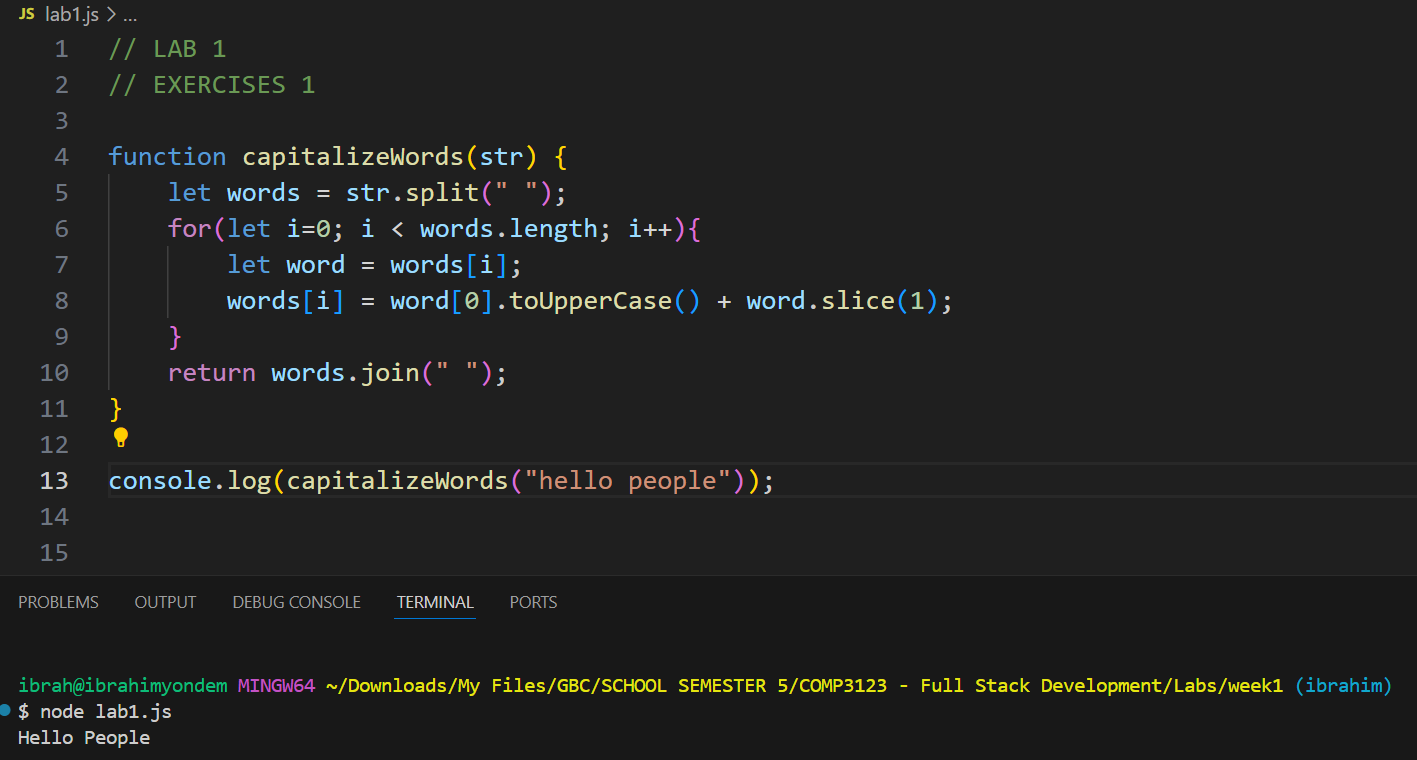 JS lab1.js > ...
1 // LAB 1
2 // EXERCISES 1
3
4 function capitalizeWords(str) {
5     let words = str.split(" ");
6     for(let i=0; i < words.length; i++){
7         let word = words[i];
8         words[i] = word[0].toUpperCase() + word.slice(1);
9     }
10     return words.join(" ");
11 }
12
13 console.log(capitalizeWords("hello people"));
14
15
PROBLEMS OUTPUT DEBUG CONSOLE TERMINAL PORTS
ibrah@ibrahimyondem MINGW64 ~/Downloads/My Files/GBC/SCHOOL SEMESTER 5/COMP3123 - Full Stack Development/Labs/week1 (ibrahim)
$ node lab1.js
Hello People